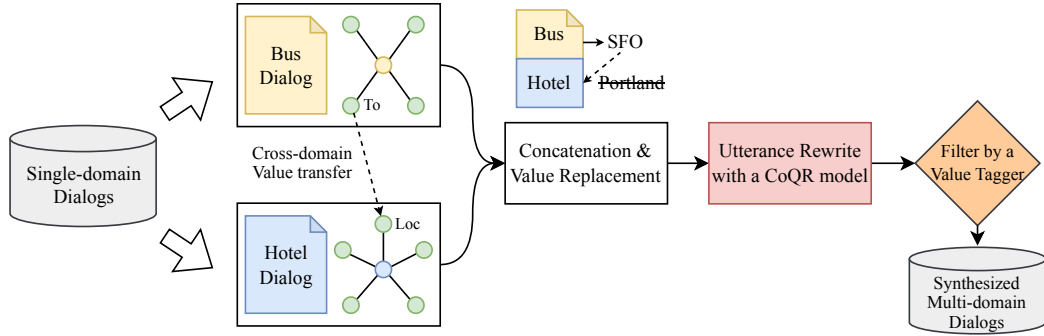 Single-domain
Dialogs
Bus
Dialog
To
Cross-domain
Value transfer
Hotel
Dialog
Loc
Bus
SFO
Hotel
Portland
Concatenation &
Value Replacement
Utterance Rewrite
with a CoQR model
Filter by a
Value Tagger
Synthesized
Multi-domain
Dialogs